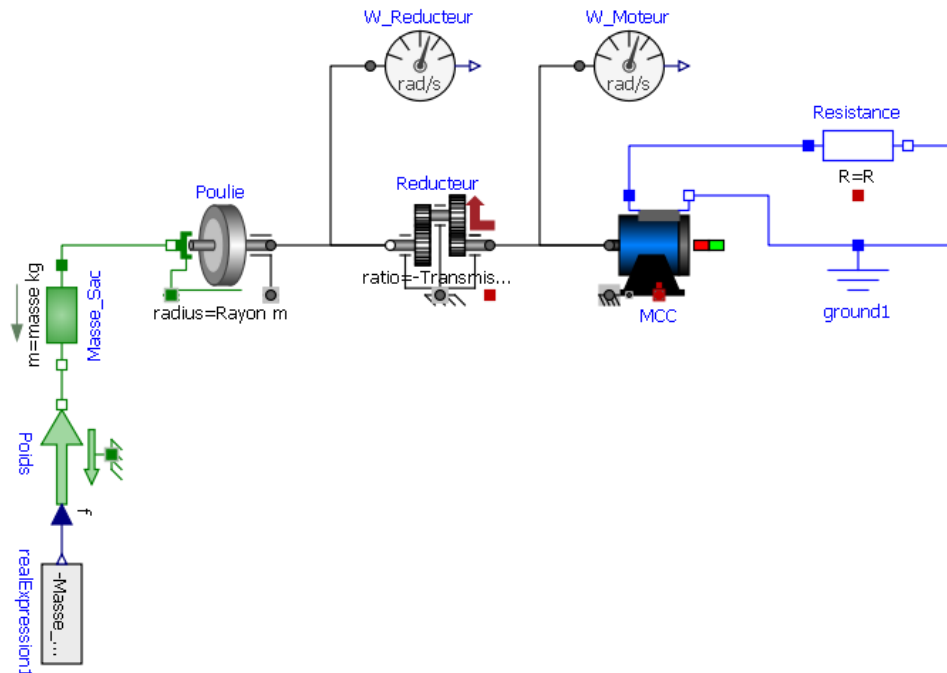 W_Reducteur
W_Moteur
rad/s
rad/s
Resistance
R=R
Poulie
Reducteur
radius=Rayon m
ratio=-Transmis...
MCC
ground1
m=masse kg
Masse_Sac
Poids
f
realExpression1
-Masse_...